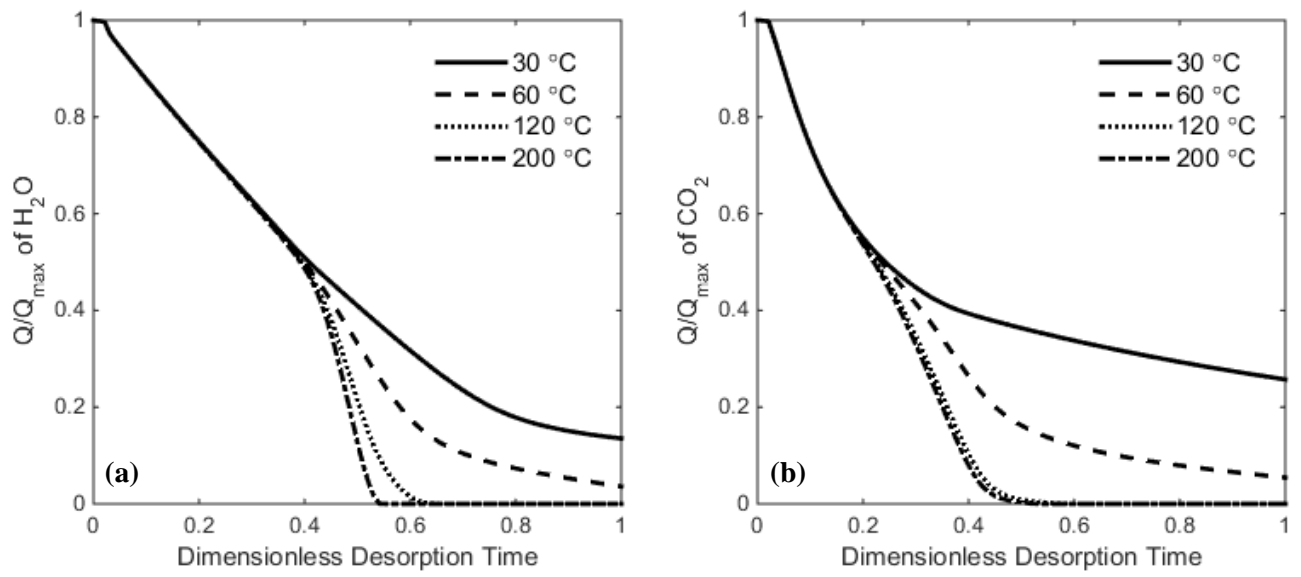 1
0.8
0.6
0.4
0.2
0
Q/Qmax of H2O
30 °C
60 °C
120 °C
200 °C
(a)
0 0.2 0.4 0.6 0.8 1
Dimensionless Desorption Time
1
0.8
0.6
0.4
0.2
0
Q/Qmax of CO2
30 °C
60 °C
120 °C
200 °C
(b)
0 0.2 0.4 0.6 0.8 1
Dimensionless Desorption Time